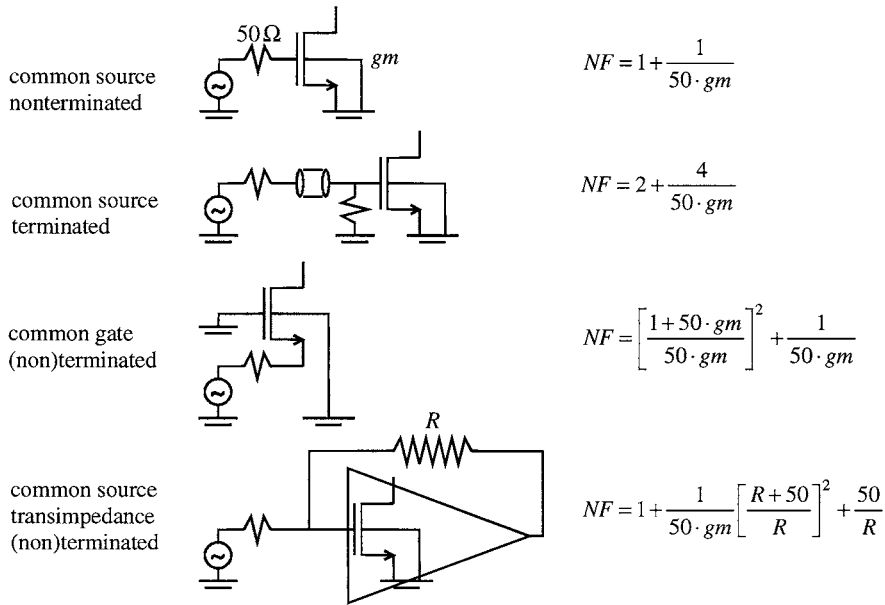 50Ω
gm
common source
nonterminated
NF = 1 + 1 / (50 · gm)
common source
terminated
NF = 2 + 4 / (50 · gm)
common gate
(non)terminated
NF = [(1 + 50 · gm) / (50 · gm)]² + 1 / (50 · gm)
R
common source
transimpedance
(non)terminated
NF = 1 + 1 / (50 · gm) [(R + 50) / R]² + 50 / R